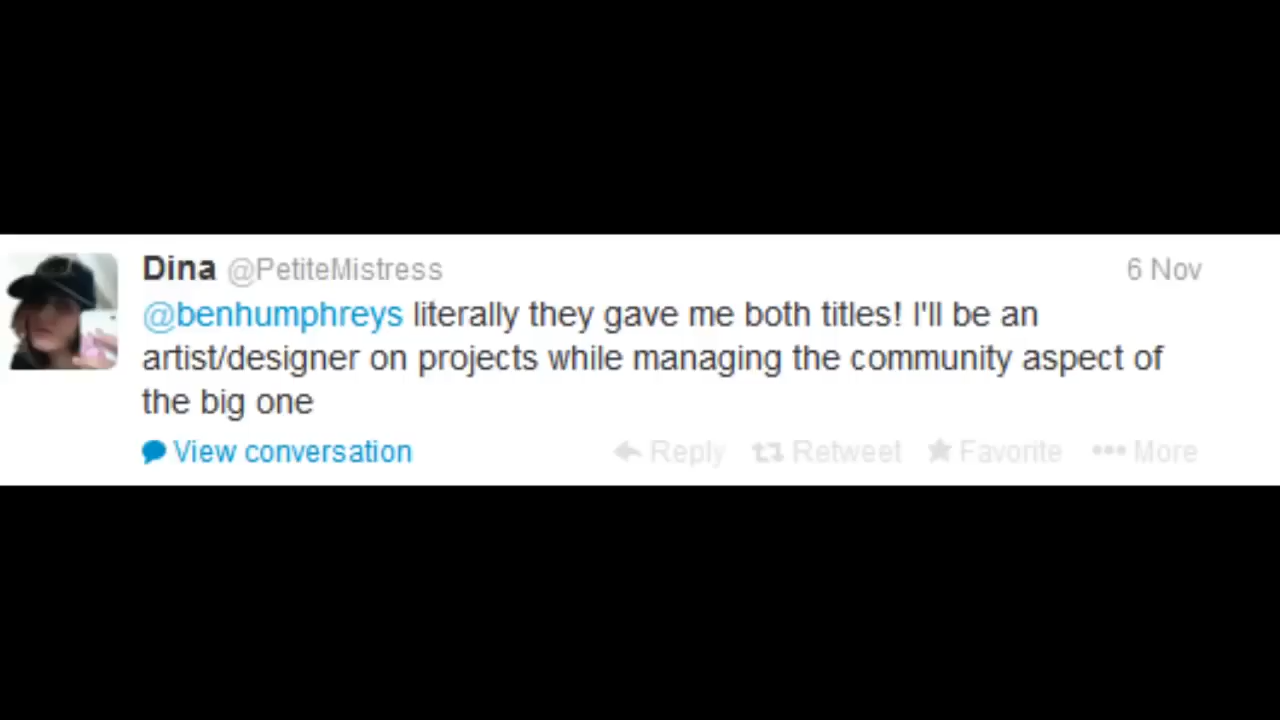 Dina @PetiteMistress 6 Nov
@benhumphreys literally they gave me both titles! I'll be an
artist/designer on projects while managing the community aspect of
the big one
View conversation Reply Retweet Favorite More